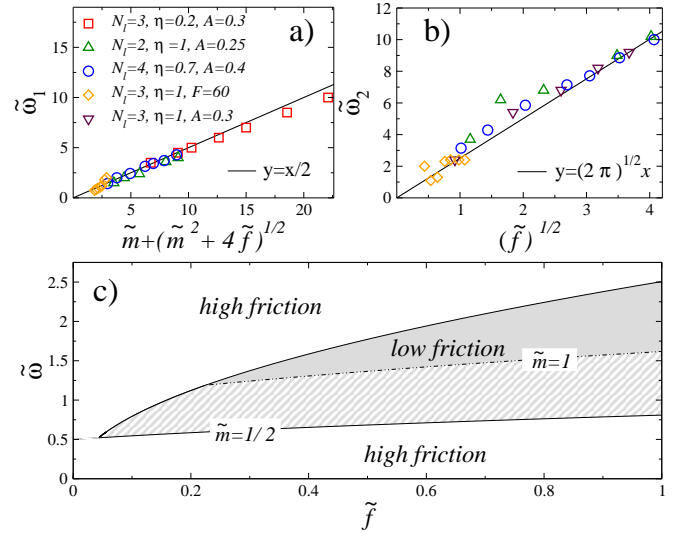 a)
N_l=3, η=0.2, A=0.3
N_l=2, η=1, A=0.25
N_l=4, η=0.7, A=0.4
N_l=3, η=1, F=60
N_l=3, η=1, A=0.3
y=x/2
ω̃_1
15
10
5
0
0 5 10 15 20
m̃+(m̃^2 + 4f̃)^{1/2}
b)
y=(2 π)^{1/2}x
ω̃_2
12
10
8
6
4
2
0
0 1 2 3 4
(f̃)^{1/2}
c)
high friction
low friction
m̃=1
m̃=1/2
high friction
ω̃
2.5
2
1.5
1
0.5
0
0 0.2 0.4 0.6 0.8 1
f̃